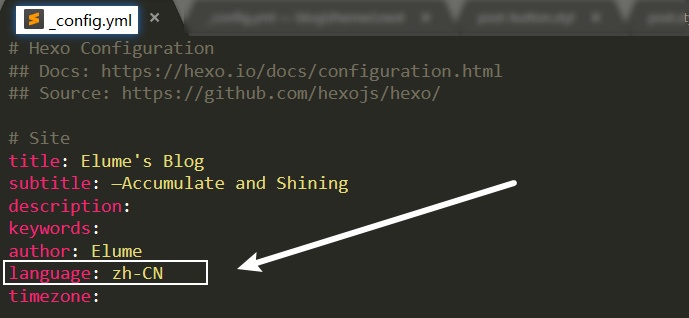 _config.yml
# Hexo Configuration
## Docs: https://hexo.io/docs/configuration.html
## Source: https://github.com/hexojs/hexo/
# Site
title: Elume's Blog
subtitle: —Accumulate and Shining
description:
keywords:
author: Elume
language: zh-CN
timezone: